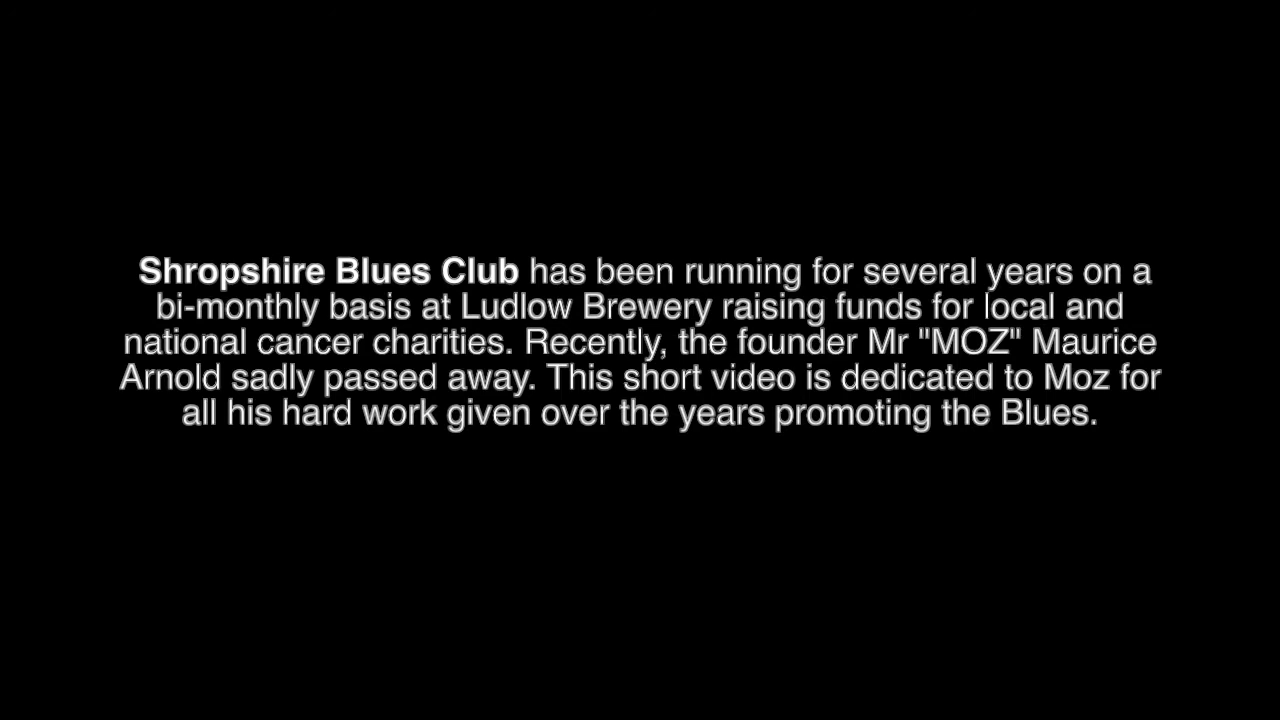 Shropshire Blues Club has been running for several years on a
bi-monthly basis at Ludlow Brewery raising funds for local and
national cancer charities. Recently, the founder Mr "MOZ" Maurice
Arnold sadly passed away. This short video is dedicated to Moz for
all his hard work given over the years promoting the Blues.